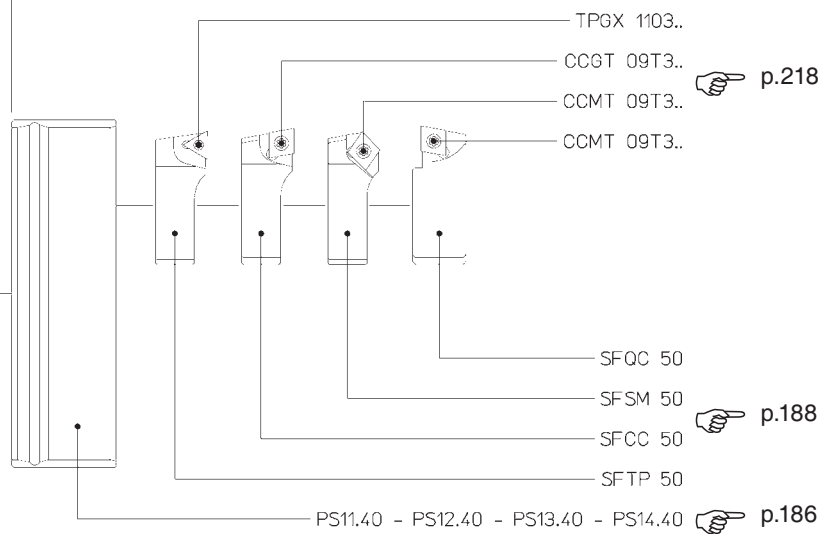 TPGX 1103..
CCGT 09T3..
p.218
CCMT 09T3..
CCMT 09T3..
SFQC 50
SFSM 50
p.188
SFCC 50
SFTP 50
PS11.40 - PS12.40 - PS13.40 - PS14.40
p.186